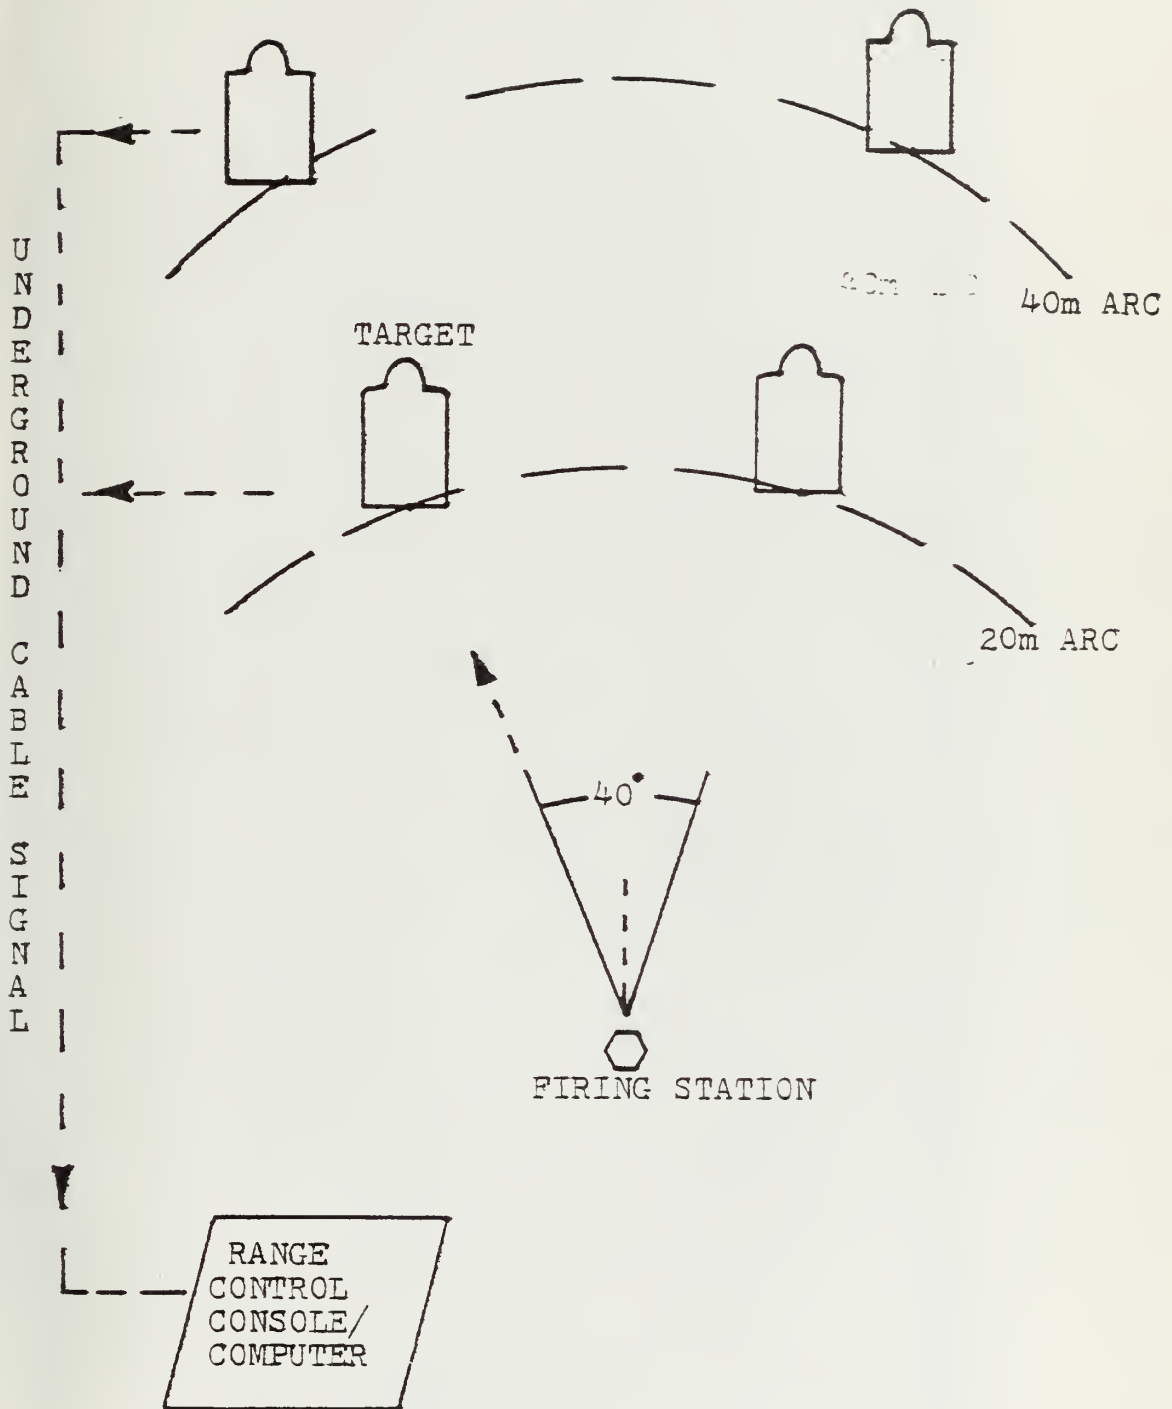 40m ARC
TARGET
UNDERGROUND CABLE SIGNAL
20m ARC
40°
FIRING STATION
RANGE
CONTROL
CONSOLE/
COMPUTER